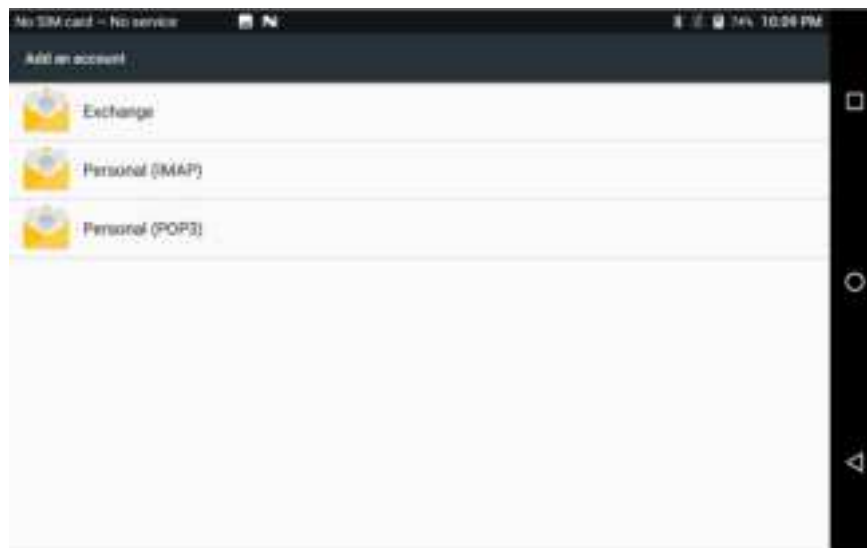 No SIM card – No service N 74% 10:09 PM
Add an account
Exchange
Personal (IMAP)
Personal (POP3)